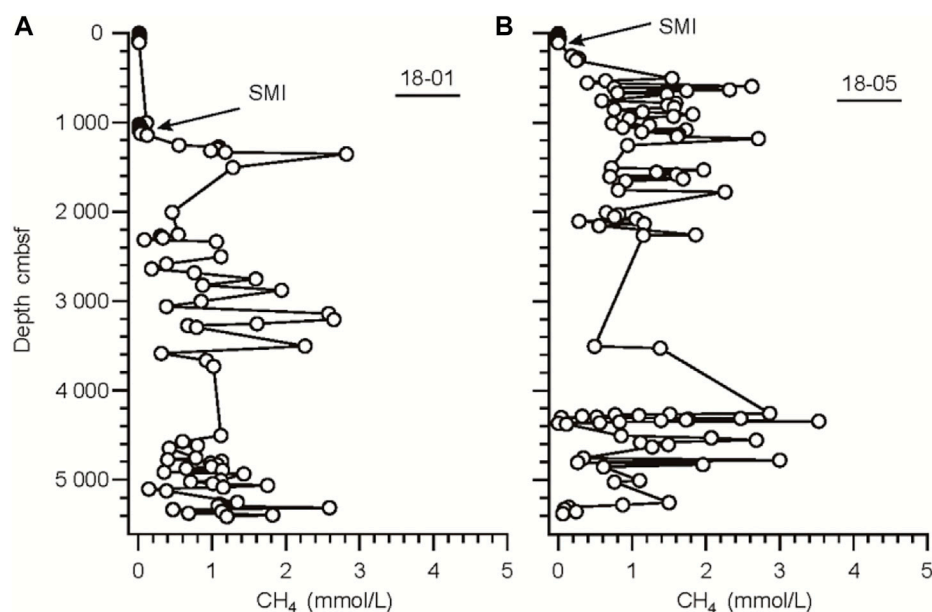 A
B
SMI
SMI
18-01
18-05
0
1 000
2 000
3 000
4 000
5 000
Depth cmbsf
0 1 2 3 4 5
0 1 2 3 4 5
CH4 (mmol/L)
CH4 (mmol/L)